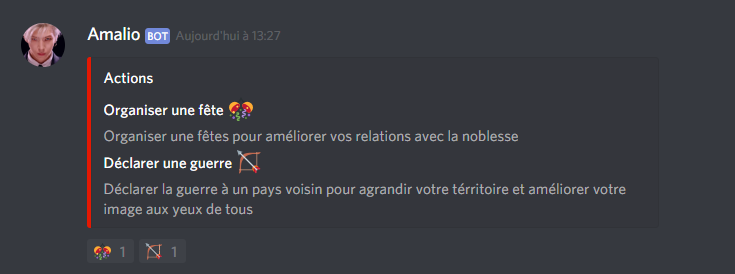 Amalio BOT Aujourd'hui à 13:27
Actions
Organiser une fête
Organiser une fêtes pour améliorer vos relations avec la noblesse
Déclarer une guerre
Déclarer la guerre à un pays voisin pour agrandir votre térritoire et améliorer votre
image aux yeux de tous
1 1